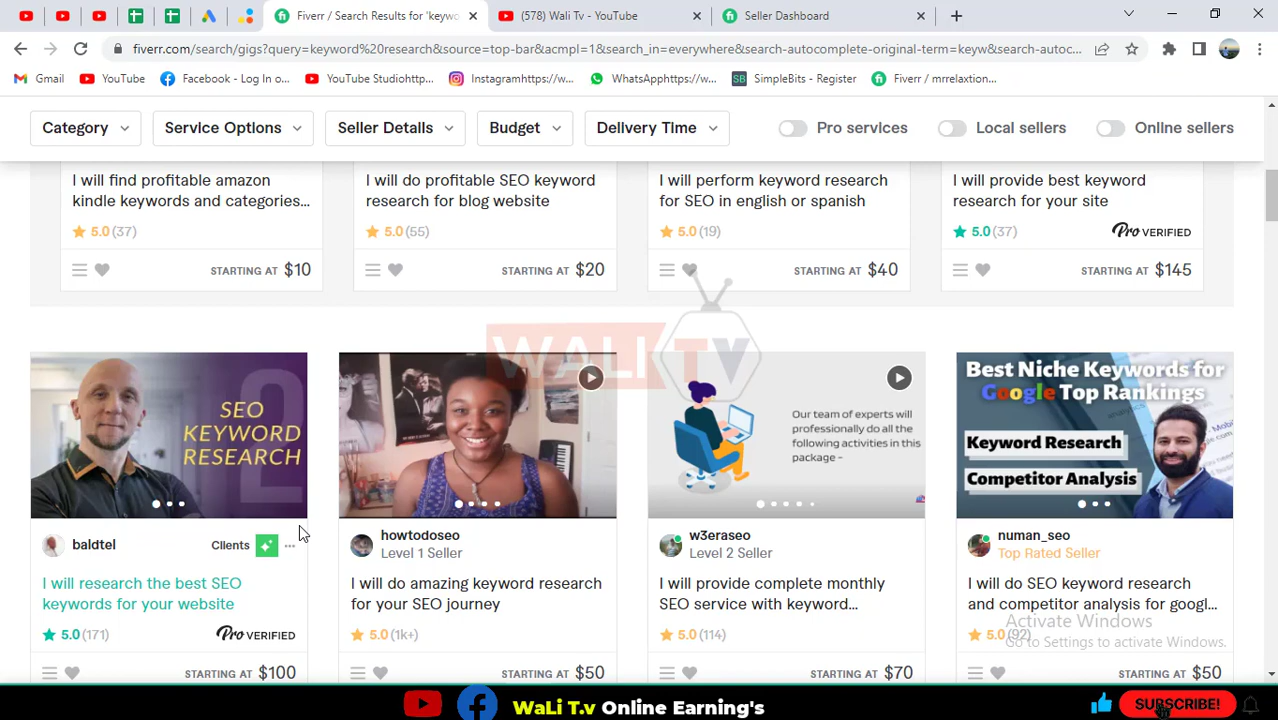 Fiverr / Search Results for 'keywo
(578) Wali Tv - YouTube
Seller Dashboard
fiverr.com/search/gigs?query=keyword%20research&source=top-bar&acmpl=1&search_in=everywhere&search-autocomplete-original-term=keyw&search-autoc...
Gmail
YouTube
Facebook - Log In o...
YouTube Studiohttp...
Instagramhttps://w...
WhatsApphttps://w...
SB
SimpleBits - Register
Fiverr / mrrelaxtion...
Category
Service Options
Seller Details
Budget
Delivery Time
Pro services
Local sellers
Online sellers
I will find profitable amazon
kindle keywords and categories...
5.0 (37)
STARTING AT $10
I will do profitable SEO keyword
research for blog website
5.0 (55)
STARTING AT $20
I will perform keyword research
for SEO in english or spanish
5.0 (19)
STARTING AT $40
I will provide best keyword
research for your site
5.0 (37)
Pro VERIFIED
STARTING AT $145
WALI TV
SEO
KEYWORD
RESEARCH
2
baldtel
Clients
I will research the best SEO
keywords for your website
5.0 (171)
Pro VERIFIED
STARTING AT $100
howtodoseo
Level 1 Seller
I will do amazing keyword research
for your SEO journey
5.0 (1k+)
STARTING AT $50
Our team of experts will
professionally do all the
following activities in this
package –
w3eraseo
Level 2 Seller
I will provide complete monthly
SEO service with keyword...
5.0 (114)
STARTING AT $70
Best Niche Keywords for
Google Top Rankings
Keyword Research
Competitor Analysis
numan_seo
Top Rated Seller
I will do SEO keyword research
and competitor analysis for googl...
5.0 (92)
STARTING AT $50
Activate Windows
Go to Settings to activate Windows.
WaLi T.v Online Earning's
SUBSCRIBE!